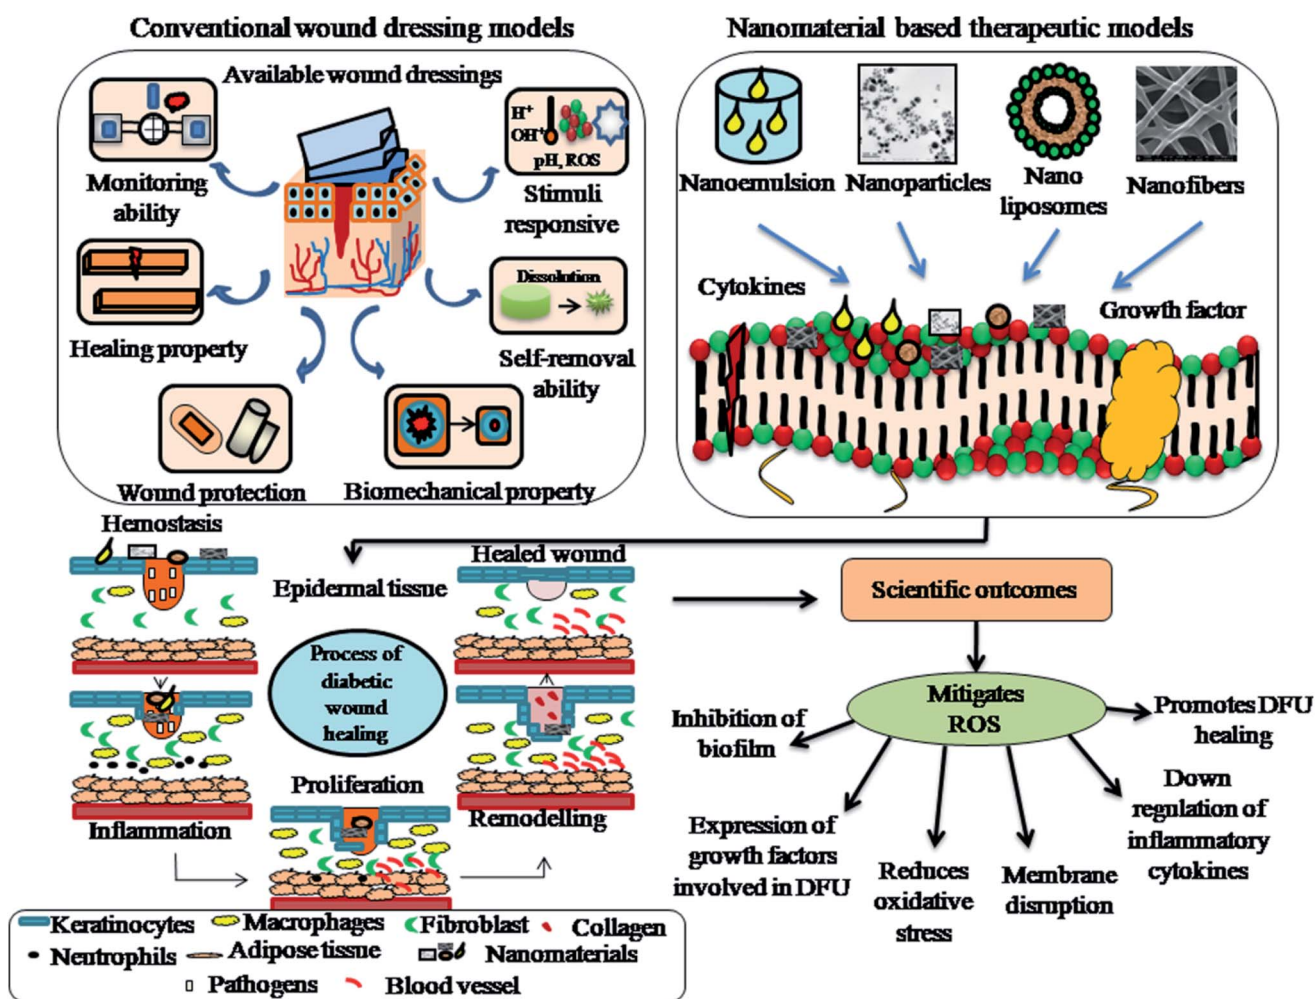 Conventional wound dressing models
Available wound dressings
Monitoring
ability
H+
OH+
pH, ROS
Stimuli
responsive
Healing property
Dissolution
Self-removal
ability
Wound protection
Biomechanical property
Nanomaterial based therapeutic models
Nanoemulsion
Nanoparticles
Nano
liposomes
Nanofibers
Cytokines
Growth factor
Hemostasis
Epidermal tissue
Healed wound
Process of
diabetic
wound
healing
Inflammation
Proliferation
Remodelling
Scientific outcomes
Mitigates
ROS
Inhibition of
biofilm
Expression of
growth factors
involved in DFU
Reduces
oxidative
stress
Membrane
disruption
Down
regulation of
inflammatory
cytokines
Promotes DFU
healing
Keratinocytes
Macrophages
Fibroblast
Collagen
Neutrophils
Adipose tissue
Nanomaterials
Pathogens
Blood vessel